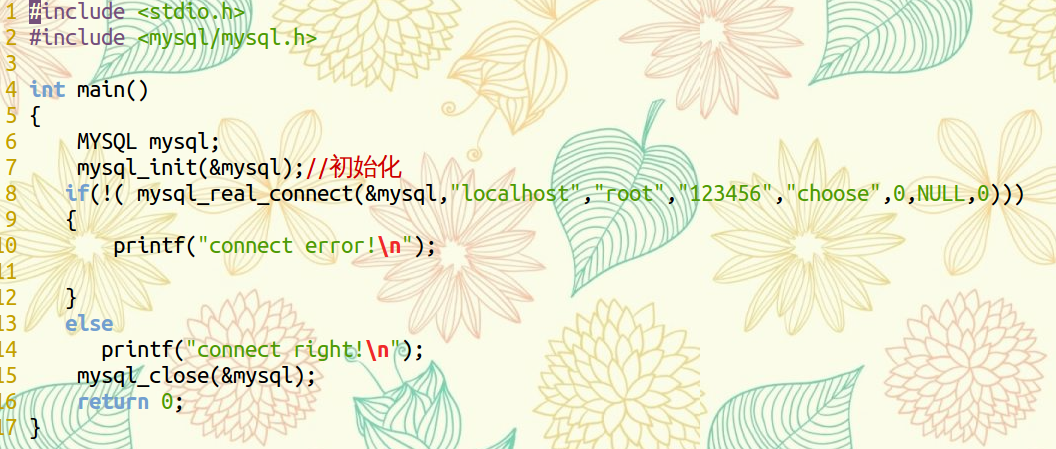 1 #include <stdio.h>
2 #include <mysql/mysql.h>
3
4 int main()
5 {
6     MYSQL mysql;
7     mysql_init(&mysql);//初始化
8    if(!( mysql_real_connect(&mysql,"localhost","root","123456","choose",0,NULL,0)))
9    {
10       printf("connect error!\n");
11
12   }
13   else
14      printf("connect right!\n");
15    mysql_close(&mysql);
16    return 0;
17 }